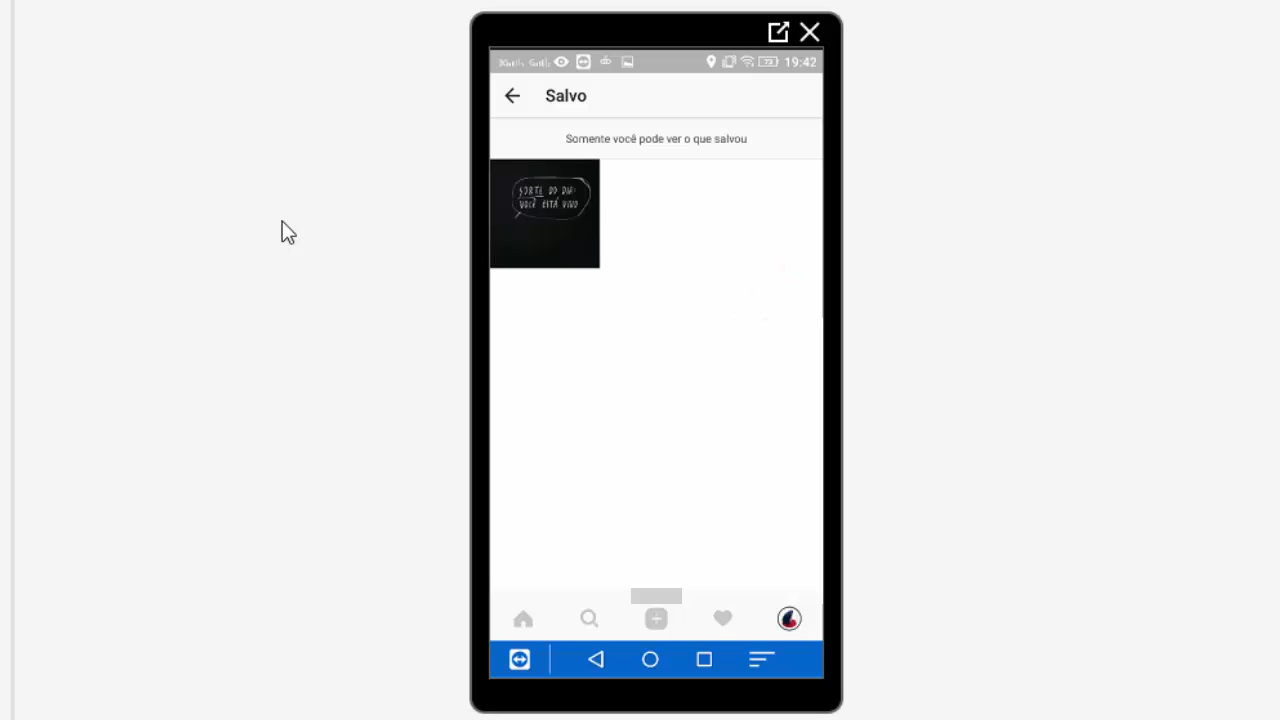 19:42
Salvo
Somente você pode ver o que salvou
SORTE DO DIA:
VOCÊ ESTÁ VIVO